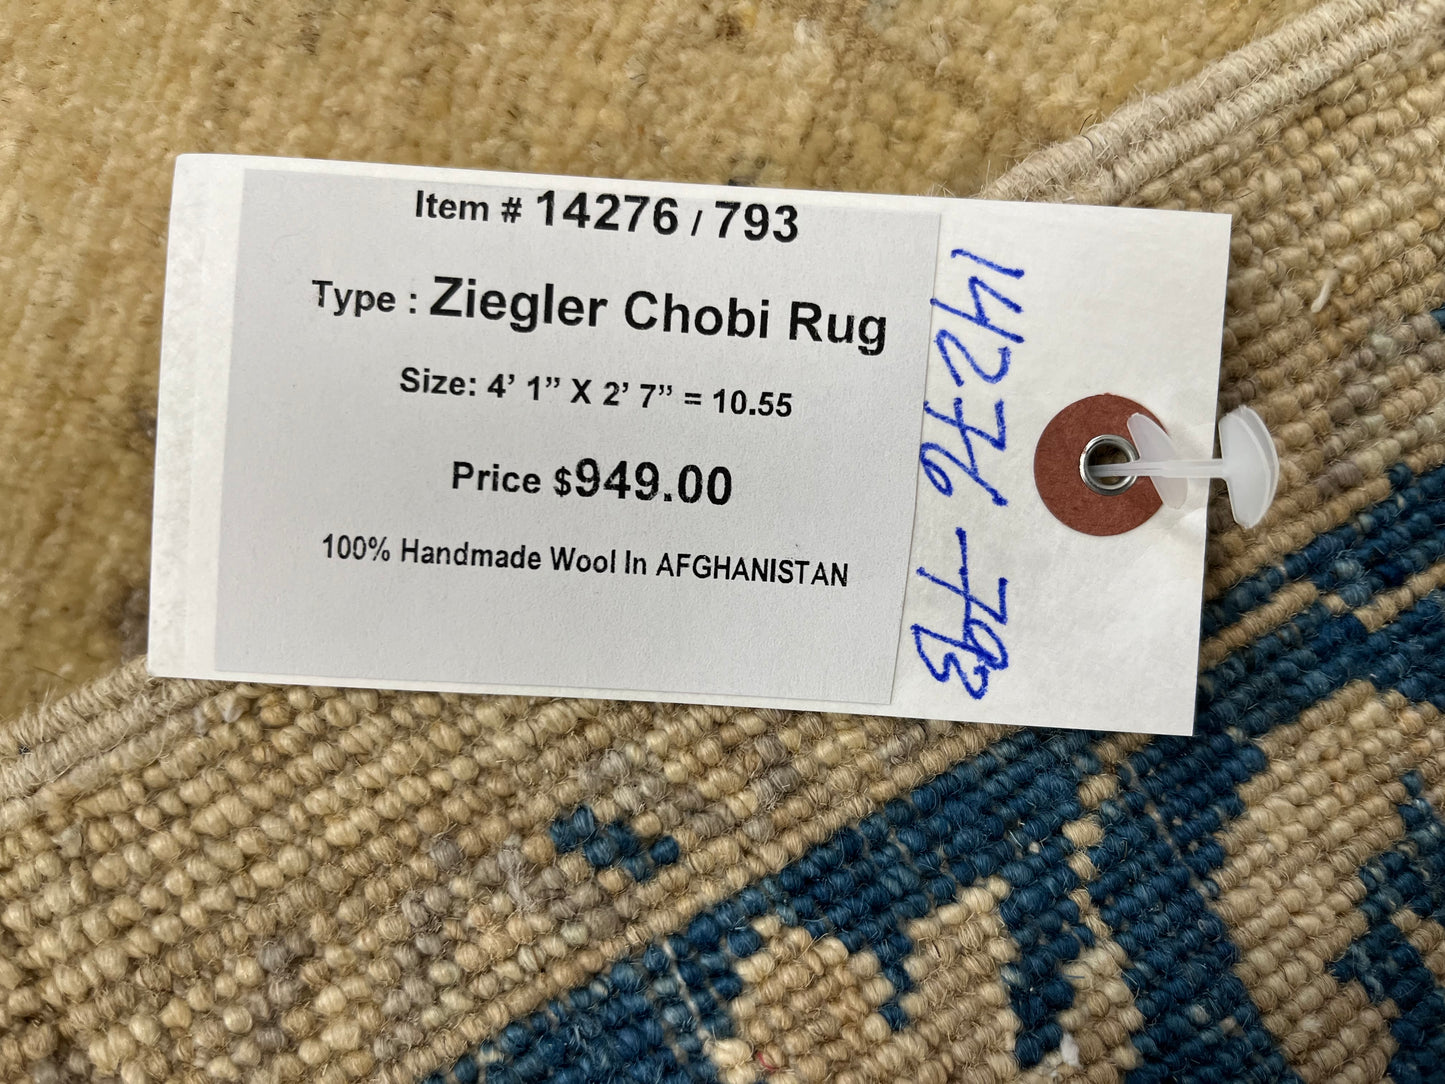 Item # 14276 / 793
Type : Ziegler Chobi Rug
Size: 4’ 1” X 2’ 7” = 10.55
Price $949.00
100% Handmade Wool In AFGHANISTAN
14276 - 793